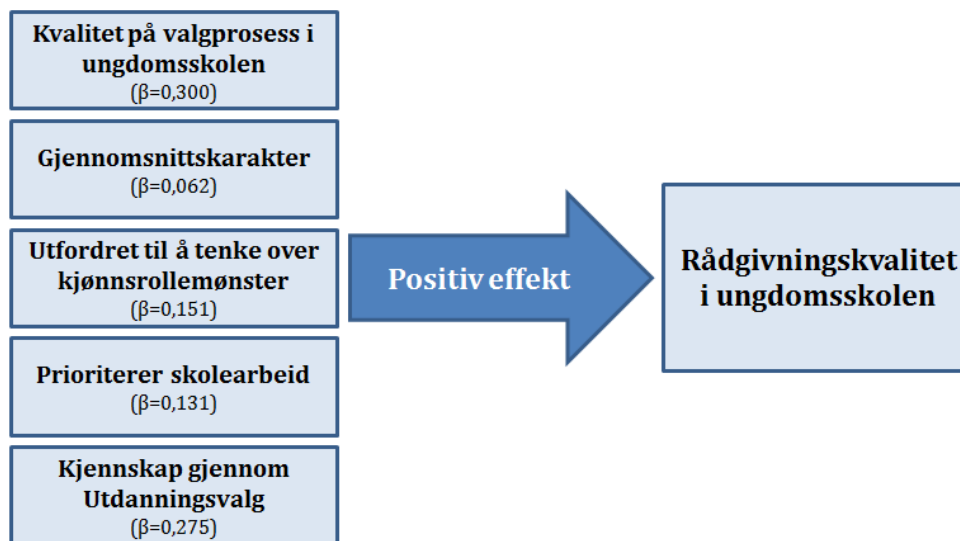 Kvalitet på valgprosess i
ungdomsskolen
(β=0,300)
Gjennomsnittskarakter
(β=0,062)
Utfordret til å tenke over
kjønnsrollemønster
(β=0,151)
Prioriterer skolearbeid
(β=0,131)
Kjennskap gjennom
Utdanningsvalg
(β=0,275)
Positiv effekt
Rådgivningskvalitet
i ungdomsskolen